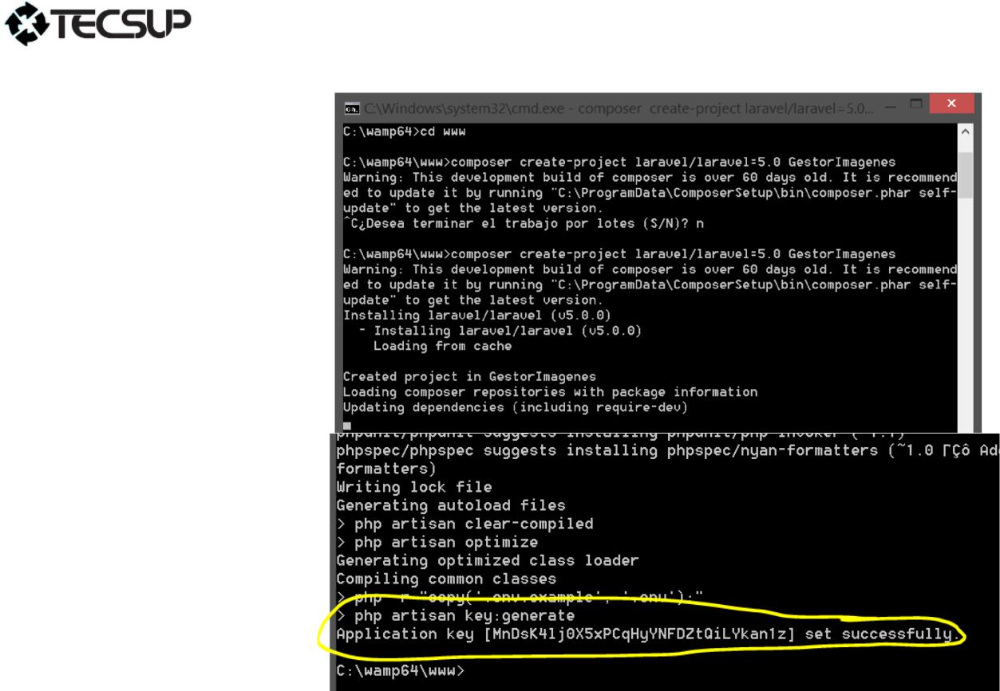 TECSUP
C:\Windows\system32\cmd.exe - composer create-project laravel/laravel=5.0...
C:\wamp64>cd www
C:\wamp64\www>composer create-project laravel/laravel=5.0 GestorImagenes
Warning: This development build of composer is over 60 days old. It is recommend
ed to update it by running "C:\ProgramData\ComposerSetup\bin\composer.phar self-
update" to get the latest version.
^C¿Desea terminar el trabajo por lotes (S/N)? n
C:\wamp64\www>composer create-project laravel/laravel=5.0 GestorImagenes
Warning: This development build of composer is over 60 days old. It is recommend
ed to update it by running "C:\ProgramData\ComposerSetup\bin\composer.phar self-
update" to get the latest version.
Installing laravel/laravel (v5.0.0)
- Installing laravel/laravel (v5.0.0)
Loading from cache
Created project in GestorImagenes
Loading composer repositories with package information
Updating dependencies (including require-dev)
phpunit/phpunit suggests installing phpunit/php-invoker (~1.1)
phpspec/phpspec suggests installing phpspec/nyan-formatters (~1.0 ΓÇô Ad
formatters)
Writing lock file
Generating autoload files
> php artisan clear-compiled
> php artisan optimize
Generating optimized class loader
Compiling common classes
> php -r "copy('.env.example', '.env');"
> php artisan key:generate
Application key [MnDsK4lj0X5xPCqHyYNFDZtQiLYkan1z] set successfully.
C:\wamp64\www>